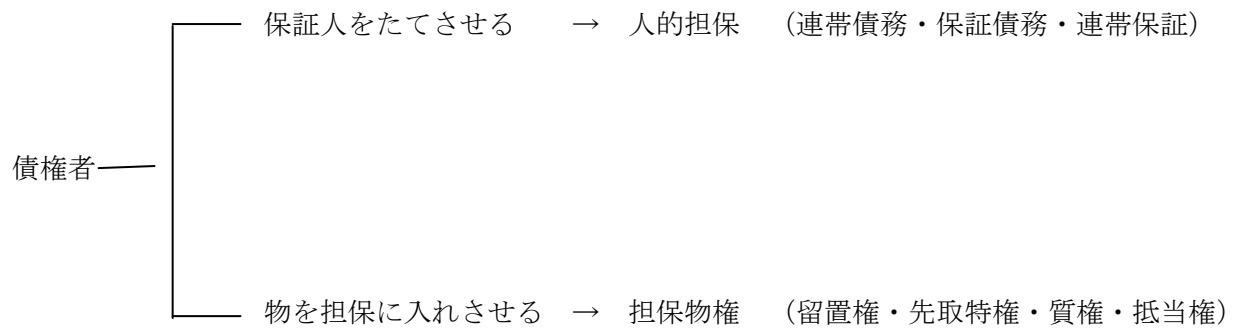 保証人をたてさせる → 人的担保 （連帯債務・保証債務・連帯保証）
債権者
物を担保に入れさせる → 担保物権 （留置権・先取特権・質権・抵当権）